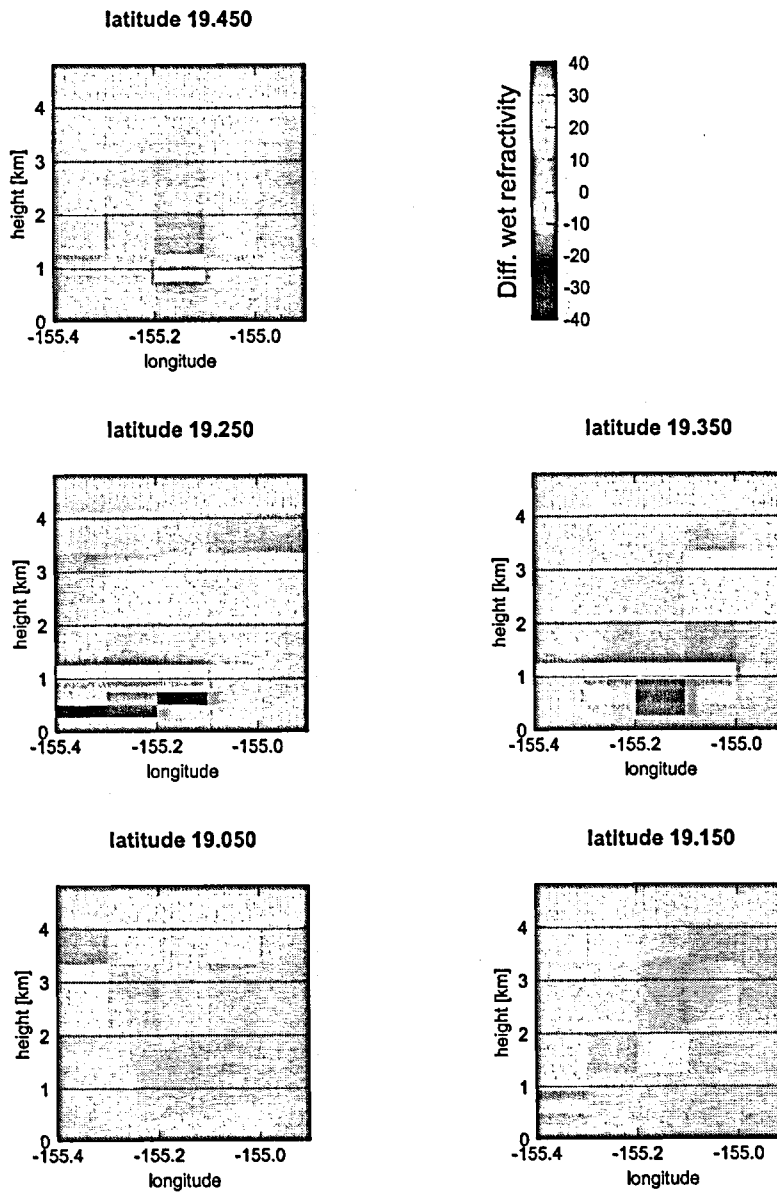 latitude 19.450
4
3
2
1
0
height [km]
-155.4 -155.2 -155.0
longitude
Diff. wet refractivity
40
30
20
10
0
-10
-20
-30
-40
latitude 19.250
4
3
2
1
0
height [km]
-155.4 -155.2 -155.0
longitude
latitude 19.350
4
3
2
1
0
height [km]
-155.4 -155.2 -155.0
longitude
latitude 19.050
4
3
2
1
0
height [km]
-155.4 -155.2 -155.0
longitude
latitude 19.150
4
3
2
1
0
height [km]
-155.4 -155.2 -155.0
longitude